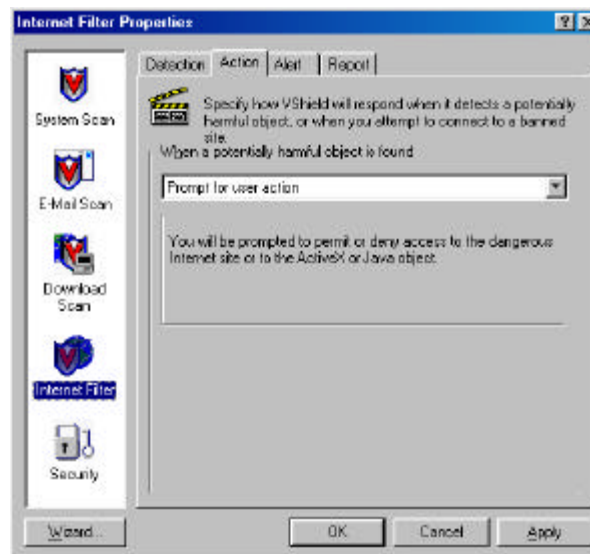 Internet Filter Properties
System Scan
E-Mail Scan
Download
Scan
Internet Filter
Security
Wizard...
Detection
Action
Alert
Report
Specify how VShield will respond when it detects a potentially
harmful object, or when you attempt to connect to a banned
site.
When a potentially harmful object is found
Prompt for user action
You will be prompted to permit or deny access to the dangerous
Internet site or to the ActiveX or Java object.
OK
Cancel
Apply